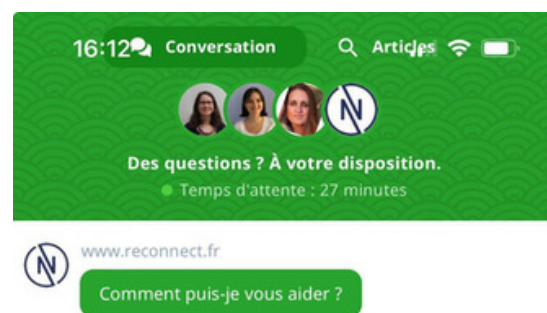 16:12 Conversation Articles
N
Des questions ? À votre disposition.
Temps d'attente : 27 minutes
N www.reconnect.fr
Comment puis-je vous aider ?